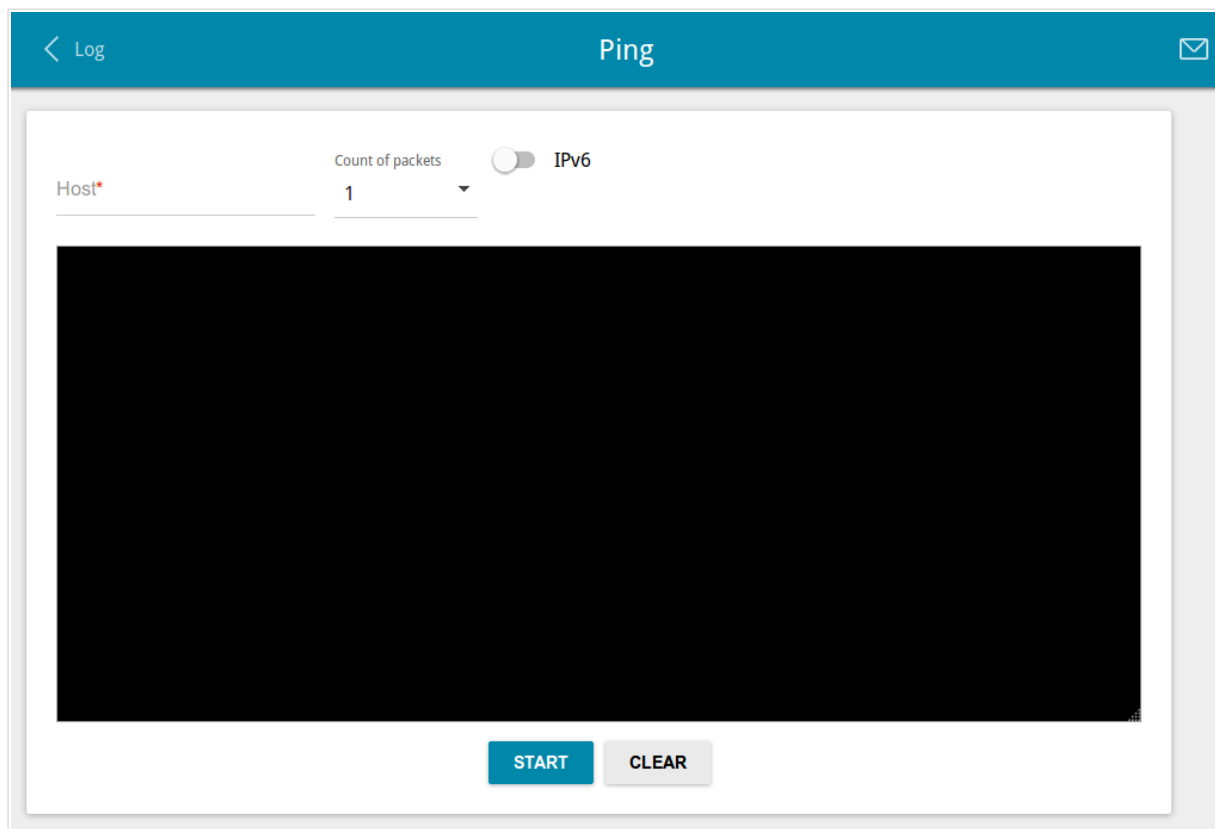 Log
Ping
Count of packets
IPv6
Host*
1
START
CLEAR